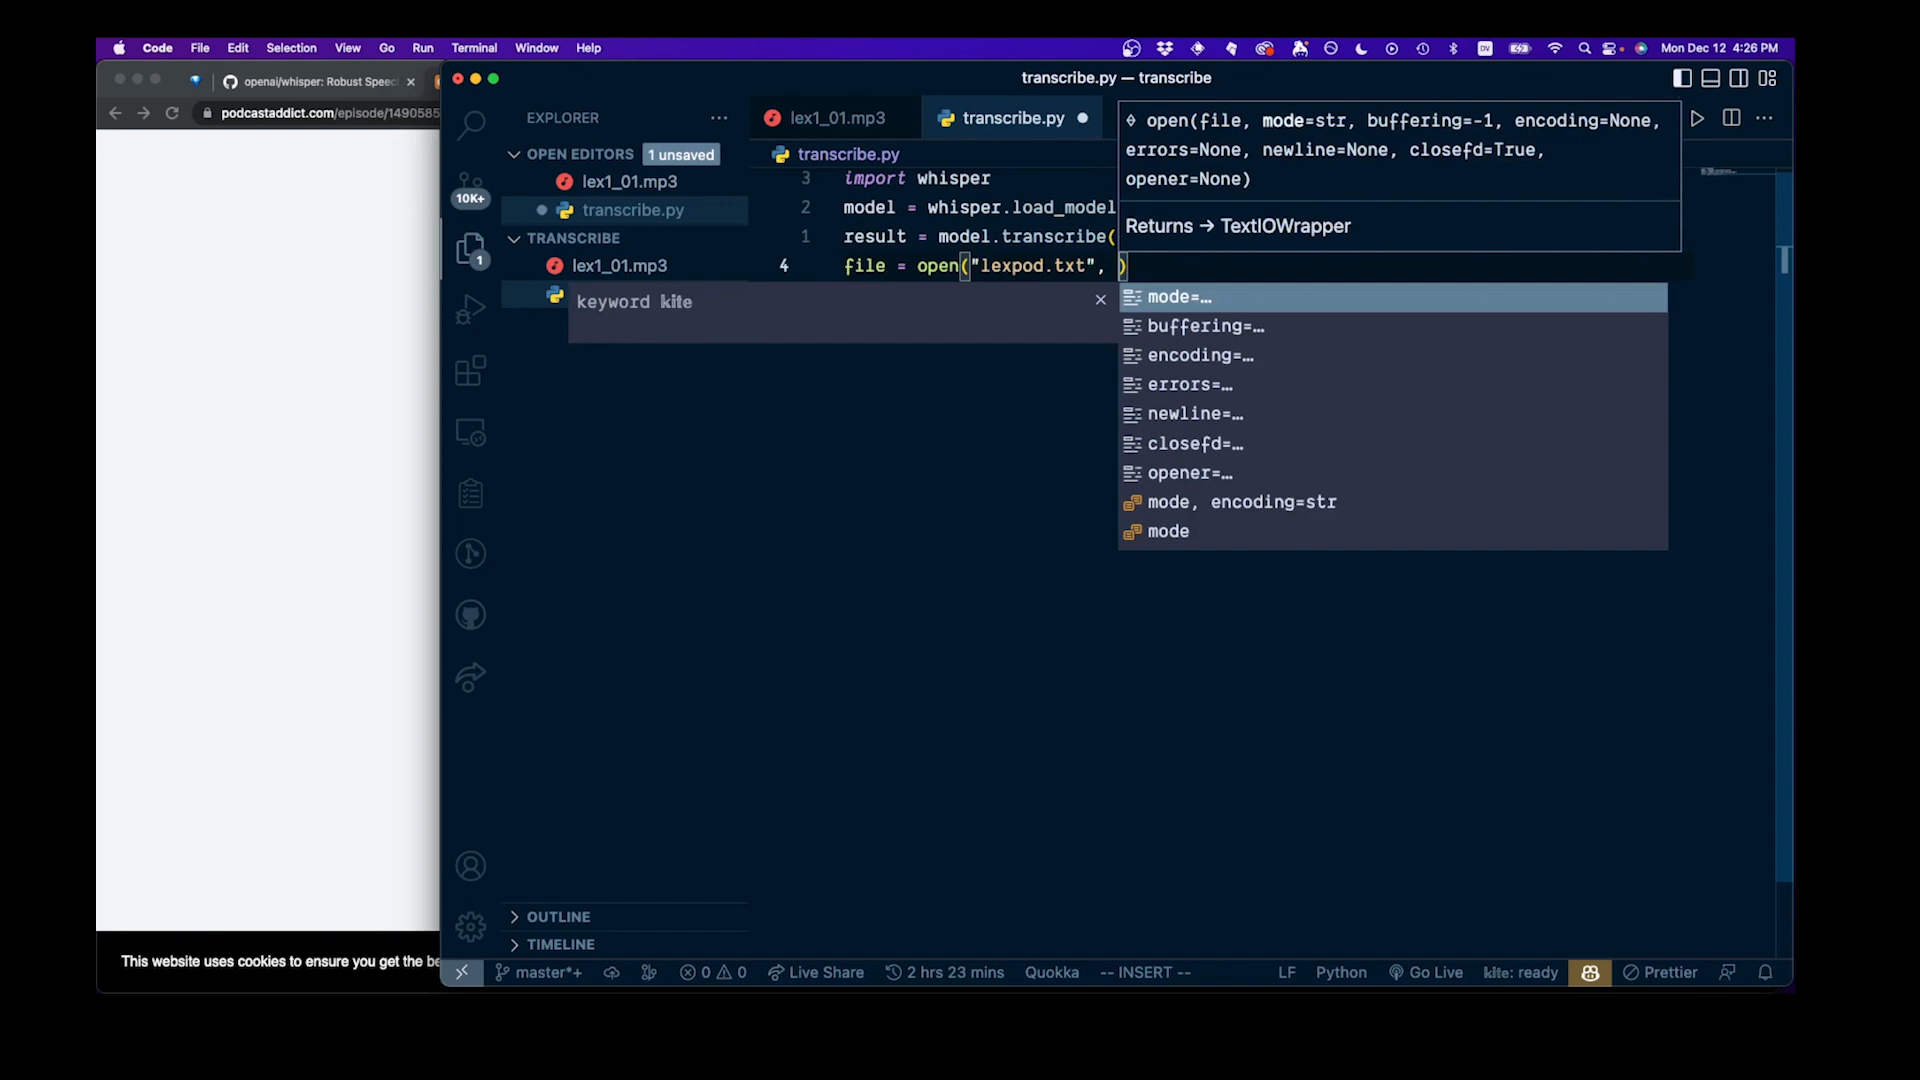 Code File Edit Selection View Go Run Terminal Window Help
DV
Mon Dec 12 4:26 PM
openai/whisper: Robust Speec
podcastaddict.com/episode/1490585
This website uses cookies to ensure you get the be
transcribe.py — transcribe
EXPLORER
OPEN EDITORS 1 unsaved
lex1_01.mp3
transcribe.py
10K+
TRANSCRIBE
1
lex1_01.mp3
lex1_01.mp3
transcribe.py
transcribe.py
3 import whisper
2 model = whisper.load_model
1 result = model.transcribe(
4 file = open("lexpod.txt", )
open(file, mode=str, buffering=-1, encoding=None,
errors=None, newline=None, closefd=True,
opener=None)
Returns → TextIOWrapper
keyword kite
mode=…
buffering=…
encoding=…
errors=…
newline=…
closefd=…
opener=…
mode, encoding=str
mode
OUTLINE
TIMELINE
master*+ 0 0 Live Share 2 hrs 23 mins Quokka -- INSERT -- LF Python Go Live kite: ready Prettier